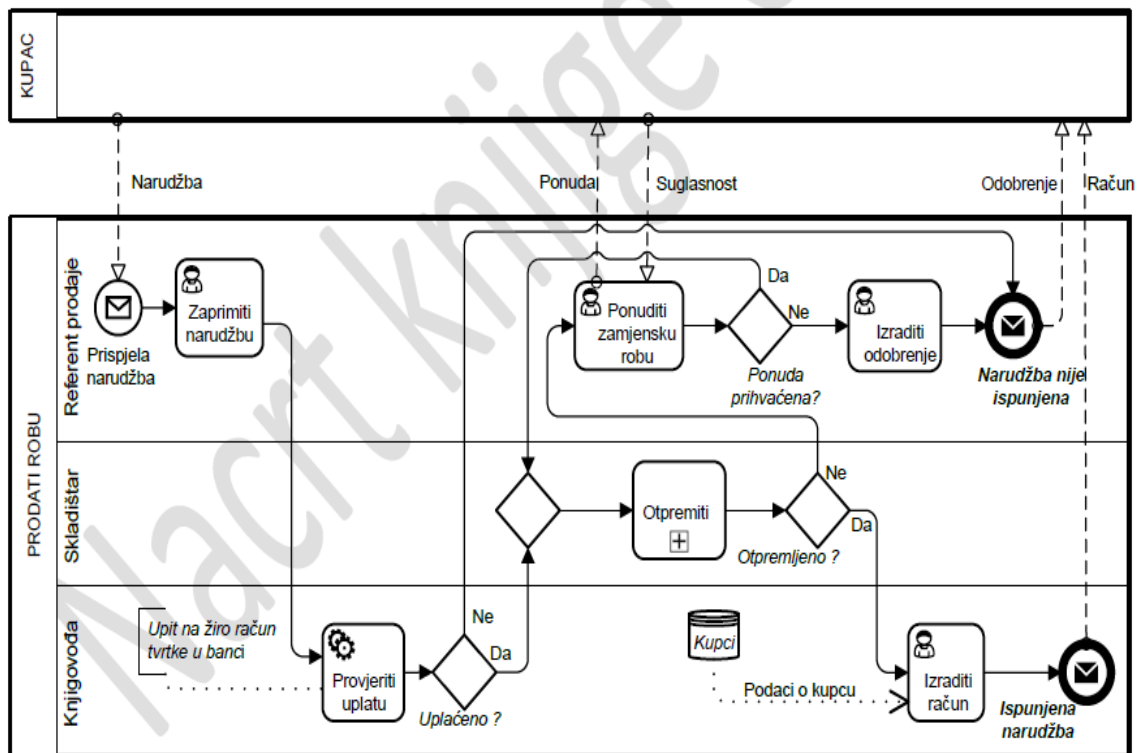 KUPAC
Narudžba
Ponuda
Suglasnost
Odobrenje
Račun
PRODATI ROBU
Referent prodaje
Prispjela
narudžba
Zaprimiti
narudžbu
Ponuditi
zamjensku
robu
Da
Ne
Ponuda
prihvaćena?
Izraditi
odobrenje
Narudžba nije
ispunjena
Skladištar
Otpremiti
Ne
Da
Otpremljeno ?
Knjigovođa
Upit na žiro račun
tvrtke u banci
Provjeriti
uplatu
Ne
Da
Uplaćeno ?
Kupci
Podaci o kupcu
Izraditi
račun
Ispunjena
narudžba
Nacrt knjige